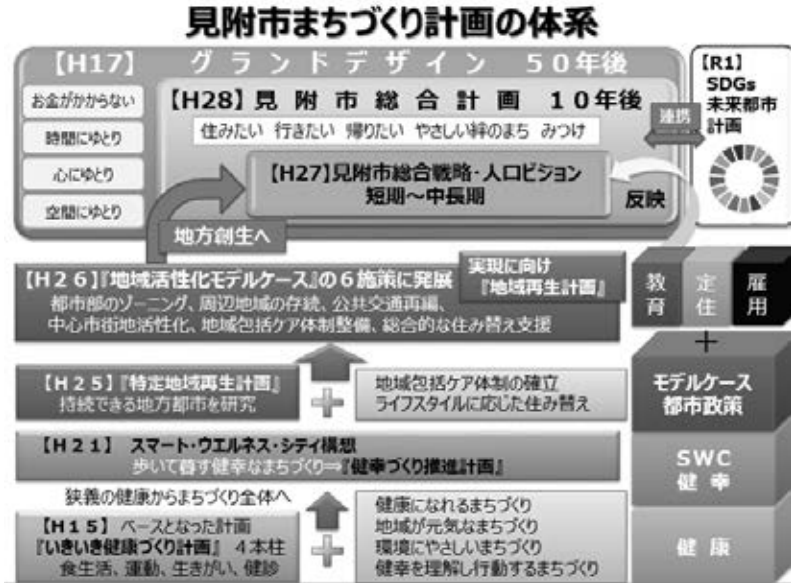 見附市まちづくり計画の体系
【H17】 グランドデザイン 50年後
お金がかからない
時間にゆとり
心にゆとり
空間にゆとり
【H28】見附市総合計画 10年後
住みたい 行きたい 帰りたい やさしい絆のまち みつけ
【H27】見附市総合戦略・人口ビジョン
短期～中長期
反映
連携
【R1】
SDGs
未来都市
計画
地方創生へ
【H26】『地域活性化モデルケース』の6施策に発展
都市部のゾーニング、周辺地域の存続、公共交通再編、
中心市街地活性化、地域包括ケア体制整備、総合的な住み替え支援
実現に向け
『地域再生計画』
教育
定住
雇用
+
モデルケース
都市政策
【H25】『特定地域再生計画』
持続できる地方都市を研究
+
地域包括ケア体制の確立
ライフスタイルに応じた住み替え
【H21】 スマート・ウエルネス・シティ構想
歩いて暮す健幸なまちづくり⇒『健幸づくり推進計画』
SWC
健幸
狭義の健康からまちづくり全体へ
【H15】 ベースとなった計画
『いきいき健康づくり計画』 4本柱
食生活、運動、生きがい、健診
+
健康になれるまちづくり
地域が元気なまちづくり
環境にやさしいまちづくり
健幸を理解し行動するまちづくり
健康